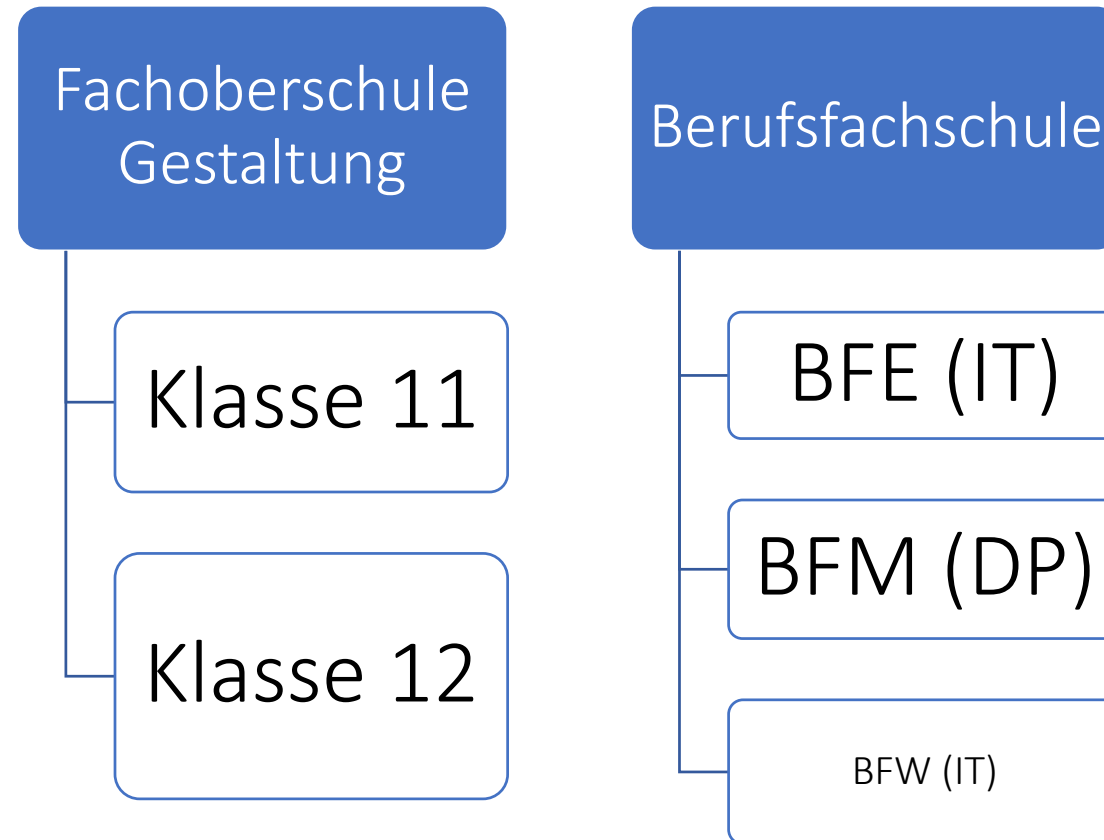 Fachoberschule
Gestaltung
Klasse 11
Klasse 12
Berufsfachschule
BFE (IT)
BFM (DP)
BFW (IT)